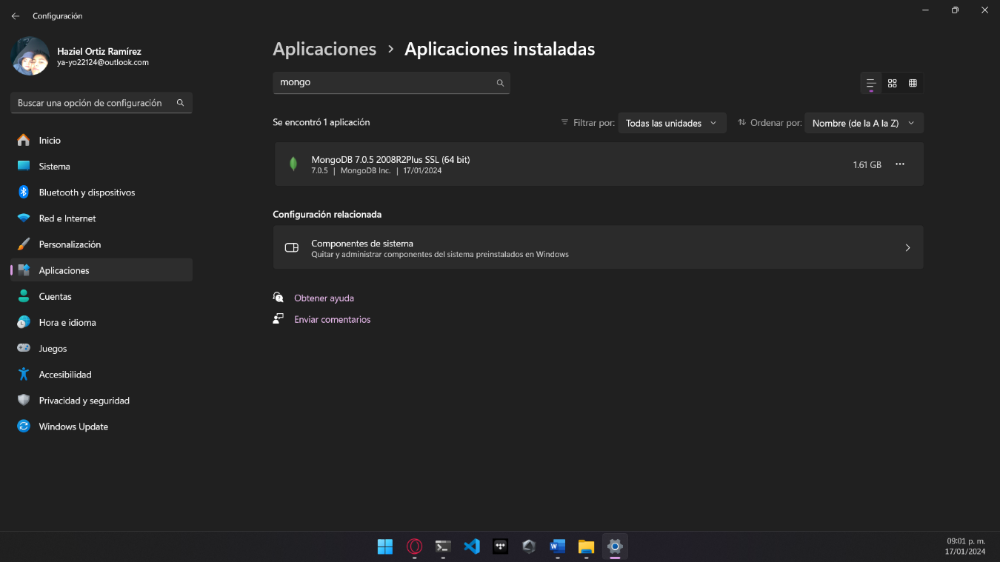 Configuración
Haziel Ortiz Ramírez
ya-yo22124@outlook.com
Buscar una opción de configuración
Inicio
Sistema
Bluetooth y dispositivos
Red e Internet
Personalización
Aplicaciones
Cuentas
Hora e idioma
Juegos
Accesibilidad
Privacidad y seguridad
Windows Update
Aplicaciones > Aplicaciones instaladas
mongo
Se encontró 1 aplicación
Filtrar por: Todas las unidades
Ordenar por: Nombre (de la A la Z)
MongoDB 7.0.5 2008R2Plus SSL (64 bit)
7.0.5 | MongoDB Inc. | 17/01/2024
1.61 GB
Configuración relacionada
Componentes de sistema
Quitar y administrar componentes del sistema preinstalados en Windows
Obtener ayuda
Enviar comentarios
09:01 p. m.
17/01/2024